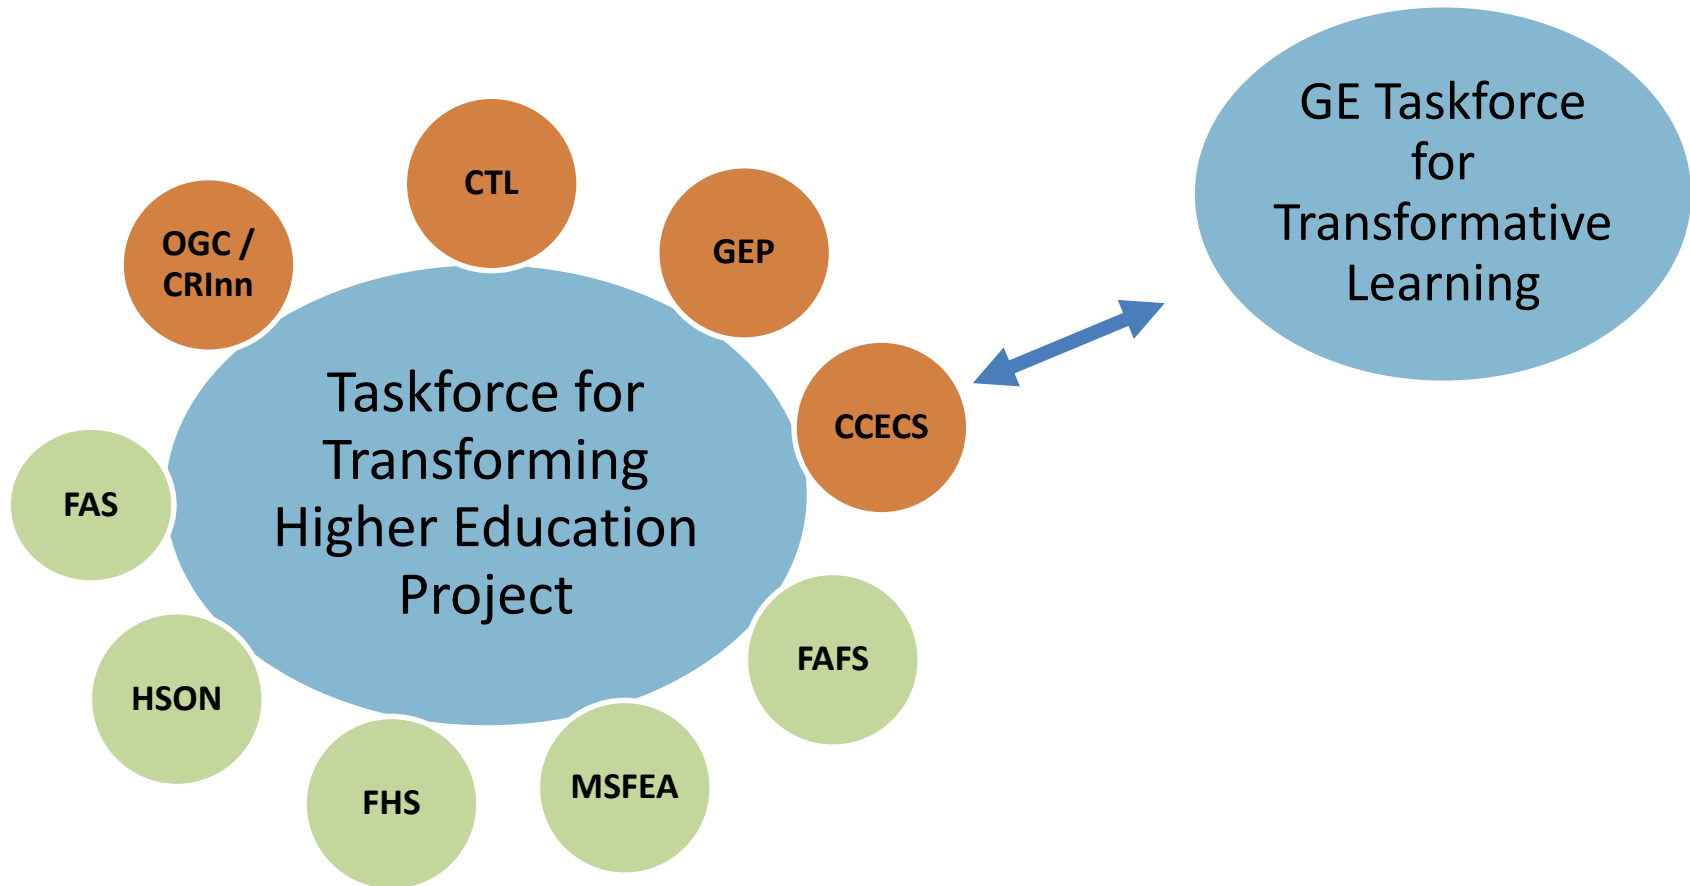 GE Taskforce
for
Transformative
Learning
CTL
OGC /
CRInn
GEP
CCECS
Taskforce for
Transforming
Higher Education
Project
FAS
FAFS
HSON
MSFEA
FHS